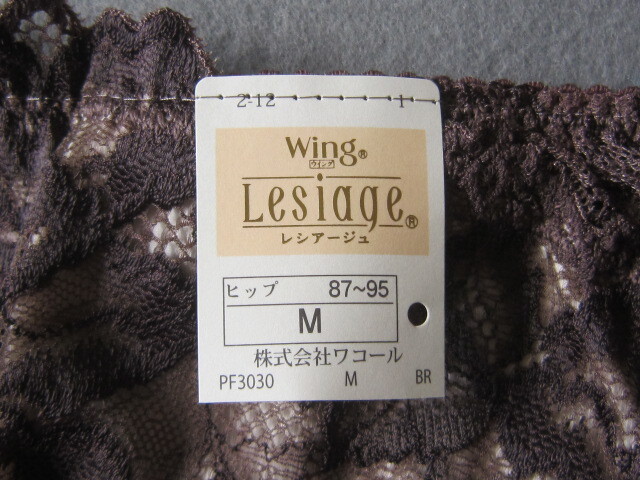 2-12 1
Wing®
ウイング
Lesiage®
レシアージュ
ヒップ 87~95
M
株式会社ワコール
PF3030 M BR